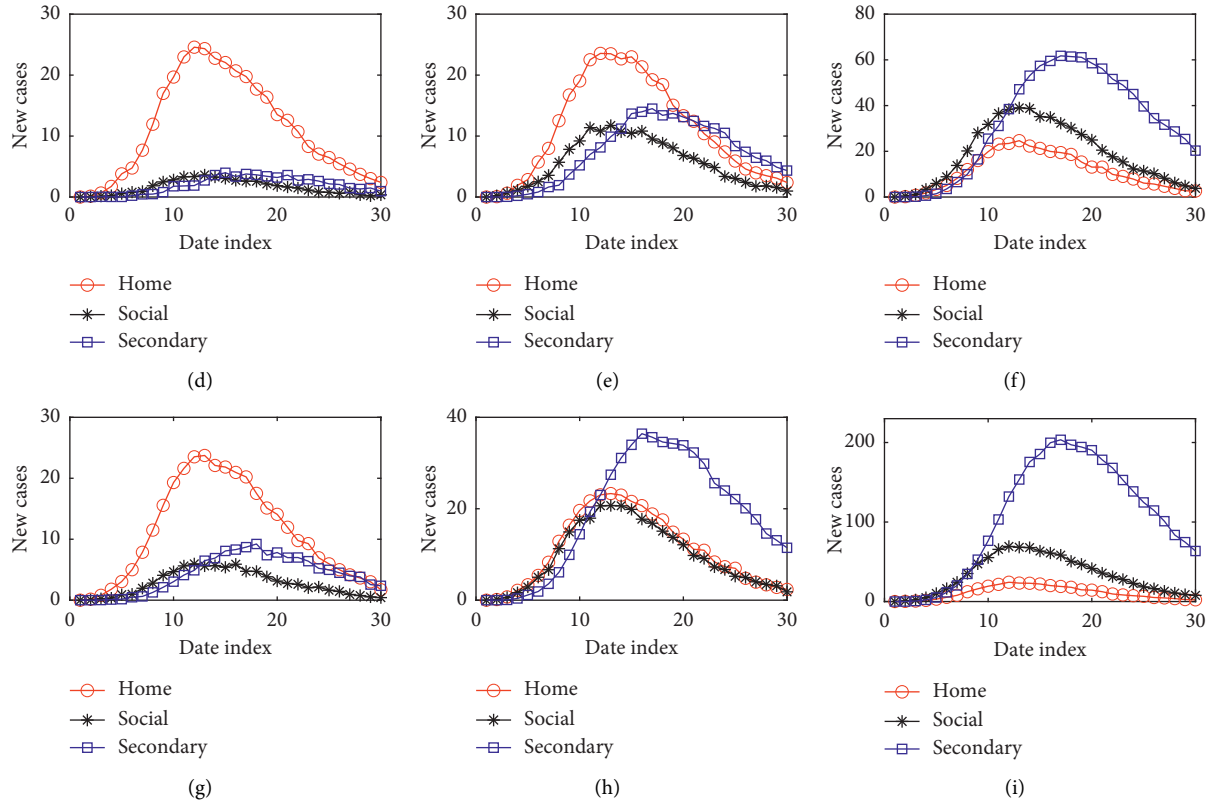 30
20
10
0
0 10 20 30
New cases
Date index
Home
Social
Secondary
(d)
30
20
10
0
0 10 20 30
New cases
Date index
Home
Social
Secondary
(e)
80
60
40
20
0
0 10 20 30
New cases
Date index
Home
Social
Secondary
(f)
30
20
10
0
0 10 20 30
New cases
Date index
Home
Social
Secondary
(g)
40
20
0
0 10 20 30
New cases
Date index
Home
Social
Secondary
(h)
200
100
0
0 10 20 30
New cases
Date index
Home
Social
Secondary
(i)